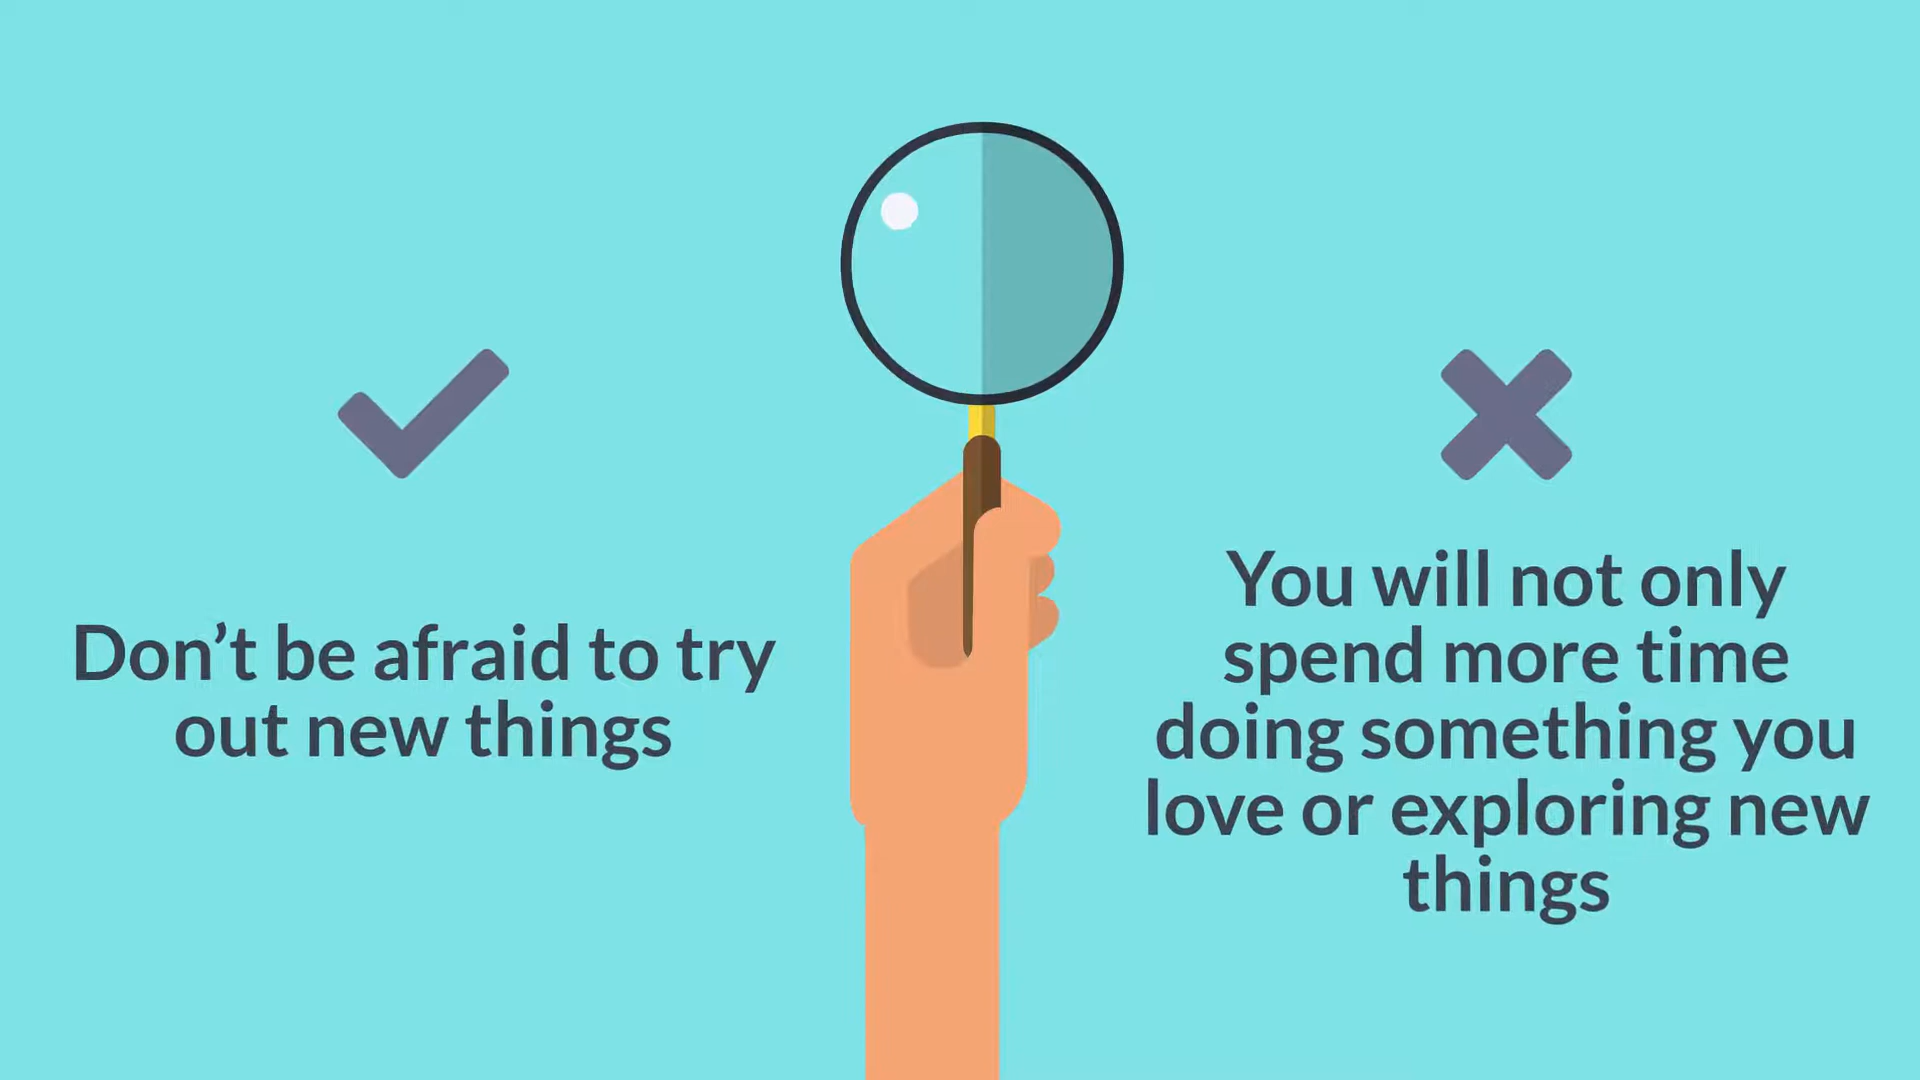 Don’t be afraid to try
out new things
You will not only
spend more time
doing something you
love or exploring new
things